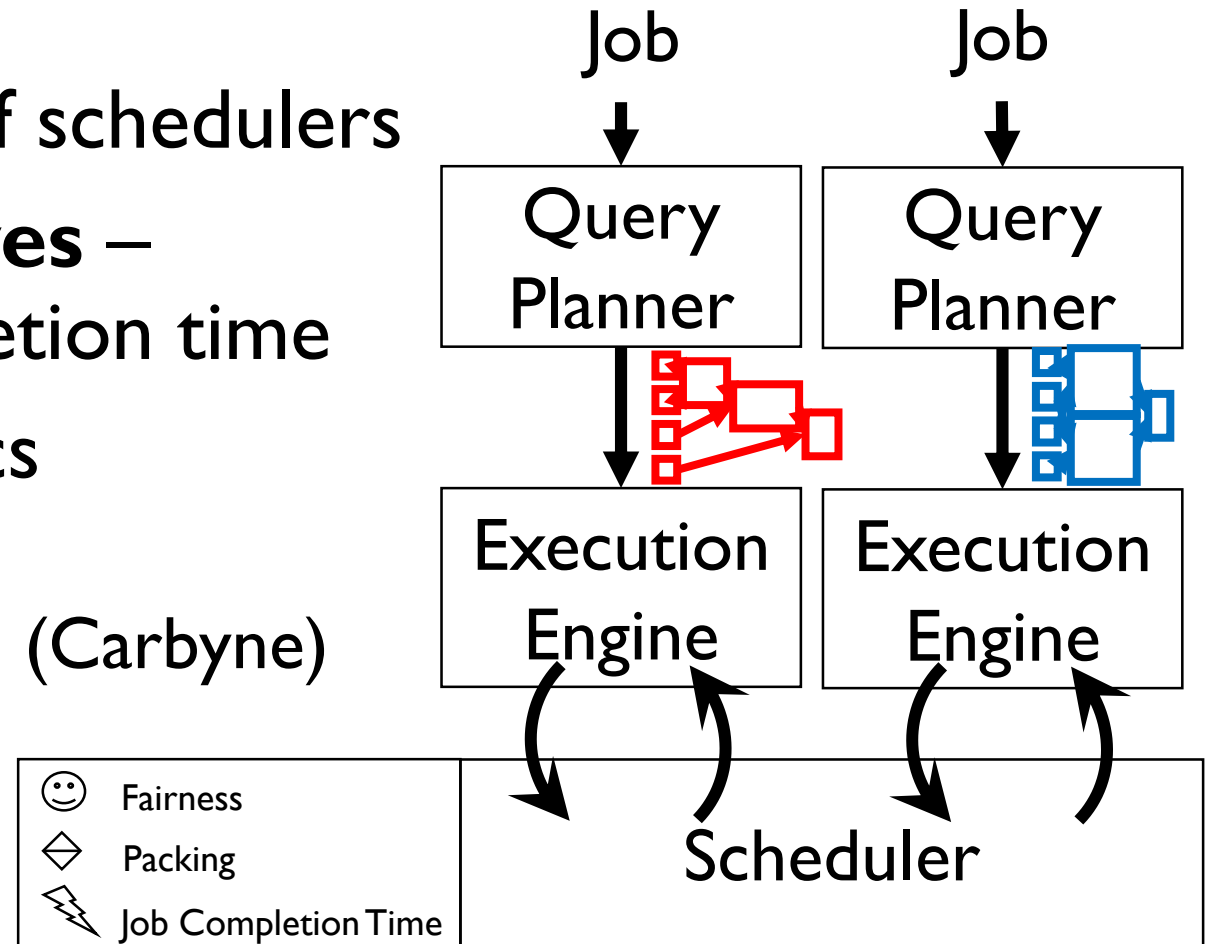 f schedulers
es –
etion time
cs
(Carbyne)
Job
Job
Query
Planner
Query
Planner
Execution
Engine
Execution
Engine
Fairness
Packing
Job Completion Time
Scheduler